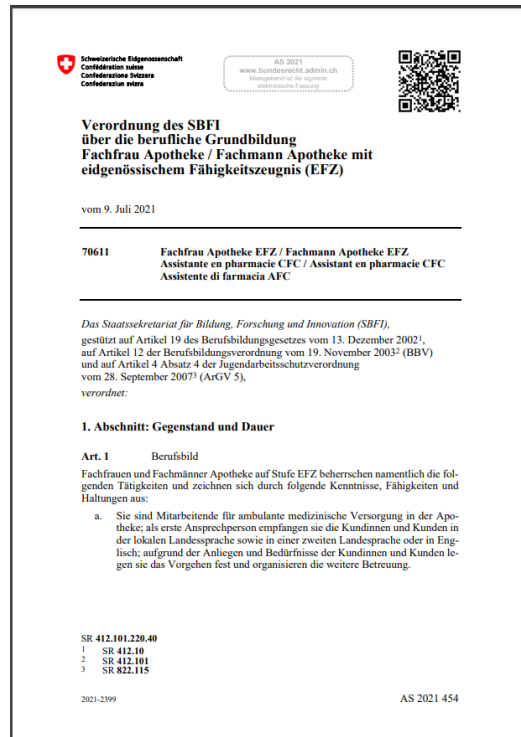 Schweizerische Eidgenossenschaft
Confédération suisse
Confederazione Svizzera
Confederaziun svizra
AS 2021
www.bundesrecht.admin.ch
Massgebend ist die signierte
elektronische Fassung
Verordnung des SBFI
über die berufliche Grundbildung
Fachfrau Apotheke / Fachmann Apotheke mit
eidgenössischem Fähigkeitszeugnis (EFZ)
vom 9. Juli 2021
70611 Fachfrau Apotheke EFZ / Fachmann Apotheke EFZ
Assistante en pharmacie CFC / Assistant en pharmacie CFC
Assistente di farmacia AFC
Das Staatssekretariat für Bildung, Forschung und Innovation (SBFI),
gestützt auf Artikel 19 des Berufsbildungsgesetzes vom 13. Dezember 2002¹,
auf Artikel 12 der Berufsbildungsverordnung vom 19. November 2003² (BBV)
und auf Artikel 4 Absatz 4 der Jugendarbeitsschutzverordnung
vom 28. September 2007³ (ArGV 5),
verordnet:
1. Abschnitt: Gegenstand und Dauer
Art. 1 Berufsbild
Fachfrauen und Fachmänner Apotheke auf Stufe EFZ beherrschen namentlich die fol-
genden Tätigkeiten und zeichnen sich durch folgende Kenntnisse, Fähigkeiten und
Haltungen aus:
a. Sie sind Mitarbeitende für ambulante medizinische Versorgung in der Apo-
theke; als erste Ansprechperson empfangen sie die Kundinnen und Kunden in
der lokalen Landessprache sowie in einer zweiten Landesprache oder in Eng-
lisch; aufgrund der Anliegen und Bedürfnisse der Kundinnen und Kunden le-
gen sie das Vorgehen fest und organisieren die weitere Betreuung.
SR 412.101.220.40
1 SR 412.10
2 SR 412.101
3 SR 822.115
2021-2399 AS 2021 454